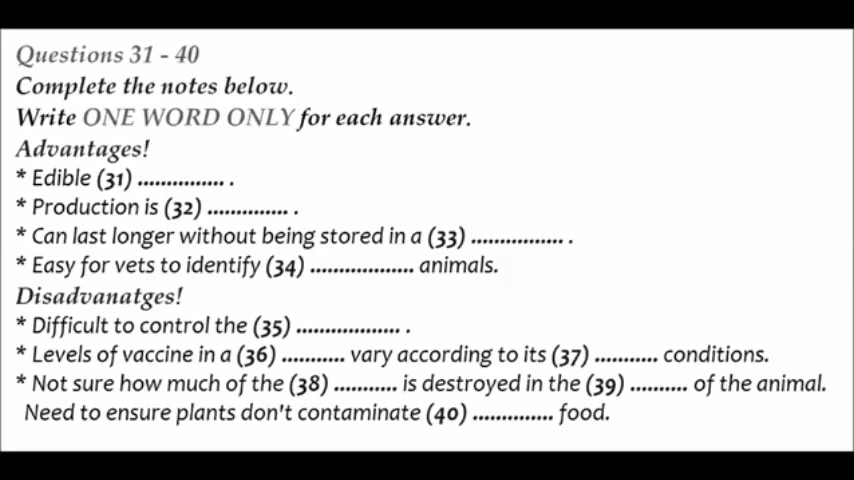 Questions 31 - 40
Complete the notes below.
Write ONE WORD ONLY for each answer.
Advantages!
* Edible (31) ............... .
* Production is (32) .............. .
* Can last longer without being stored in a (33) ................ .
* Easy for vets to identify (34) .................. animals.
Disadvanatges!
* Difficult to control the (35) .................. .
* Levels of vaccine in a (36) ........... vary according to its (37) ........... conditions.
* Not sure how much of the (38) ........... is destroyed in the (39) .......... of the animal.
Need to ensure plants don't contaminate (40) .............. food.